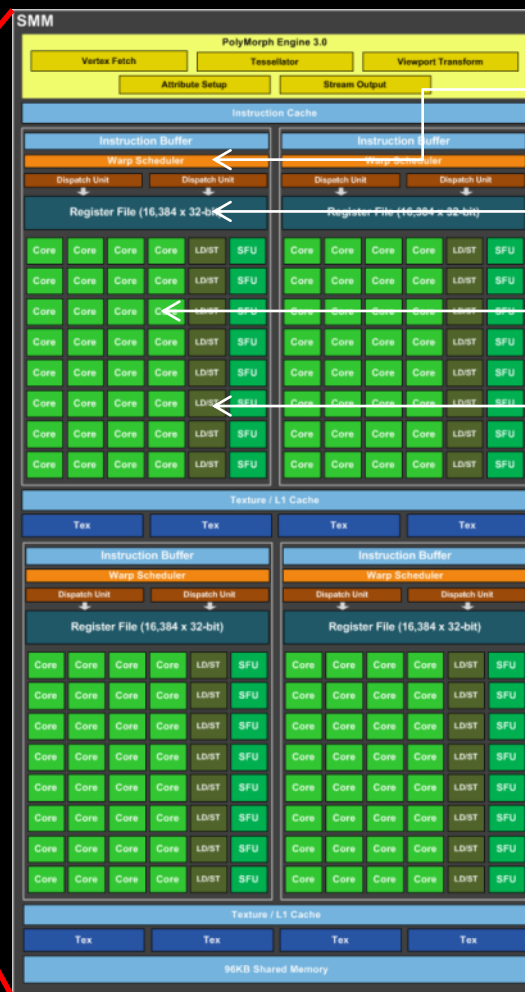 SMM
PolyMorph Engine 3.0
Vertex Fetch Tessellator Viewport Transform
Attribute Setup Stream Output
Instruction Cache
Instruction Buffer Instruction Buffer
Warp Scheduler Warp Scheduler
Dispatch Unit Dispatch Unit Dispatch Unit Dispatch Unit
Register File (16,384 x 32-bit) Register File (16,384 x 32-bit)
Core Core Core Core LD/ST SFU Core Core Core Core LD/ST SFU
Core Core Core Core LD/ST SFU Core Core Core Core LD/ST SFU
Core Core Core Core LD/ST SFU Core Core Core Core LD/ST SFU
Core Core Core Core LD/ST SFU Core Core Core Core LD/ST SFU
Core Core Core Core LD/ST SFU Core Core Core Core LD/ST SFU
Core Core Core Core LD/ST SFU Core Core Core Core LD/ST SFU
Core Core Core Core LD/ST SFU Core Core Core Core LD/ST SFU
Core Core Core Core LD/ST SFU Core Core Core Core LD/ST SFU
Texture / L1 Cache
Tex Tex Tex Tex
Instruction Buffer Instruction Buffer
Warp Scheduler Warp Scheduler
Dispatch Unit Dispatch Unit Dispatch Unit Dispatch Unit
Register File (16,384 x 32-bit) Register File (16,384 x 32-bit)
Core Core Core Core LD/ST SFU Core Core Core Core LD/ST SFU
Core Core Core Core LD/ST SFU Core Core Core Core LD/ST SFU
Core Core Core Core LD/ST SFU Core Core Core Core LD/ST SFU
Core Core Core Core LD/ST SFU Core Core Core Core LD/ST SFU
Core Core Core Core LD/ST SFU Core Core Core Core LD/ST SFU
Core Core Core Core LD/ST SFU Core Core Core Core LD/ST SFU
Core Core Core Core LD/ST SFU Core Core Core Core LD/ST SFU
Core Core Core Core LD/ST SFU Core Core Core Core LD/ST SFU
Texture / L1 Cache
Tex Tex Tex Tex
96KB Shared Memory